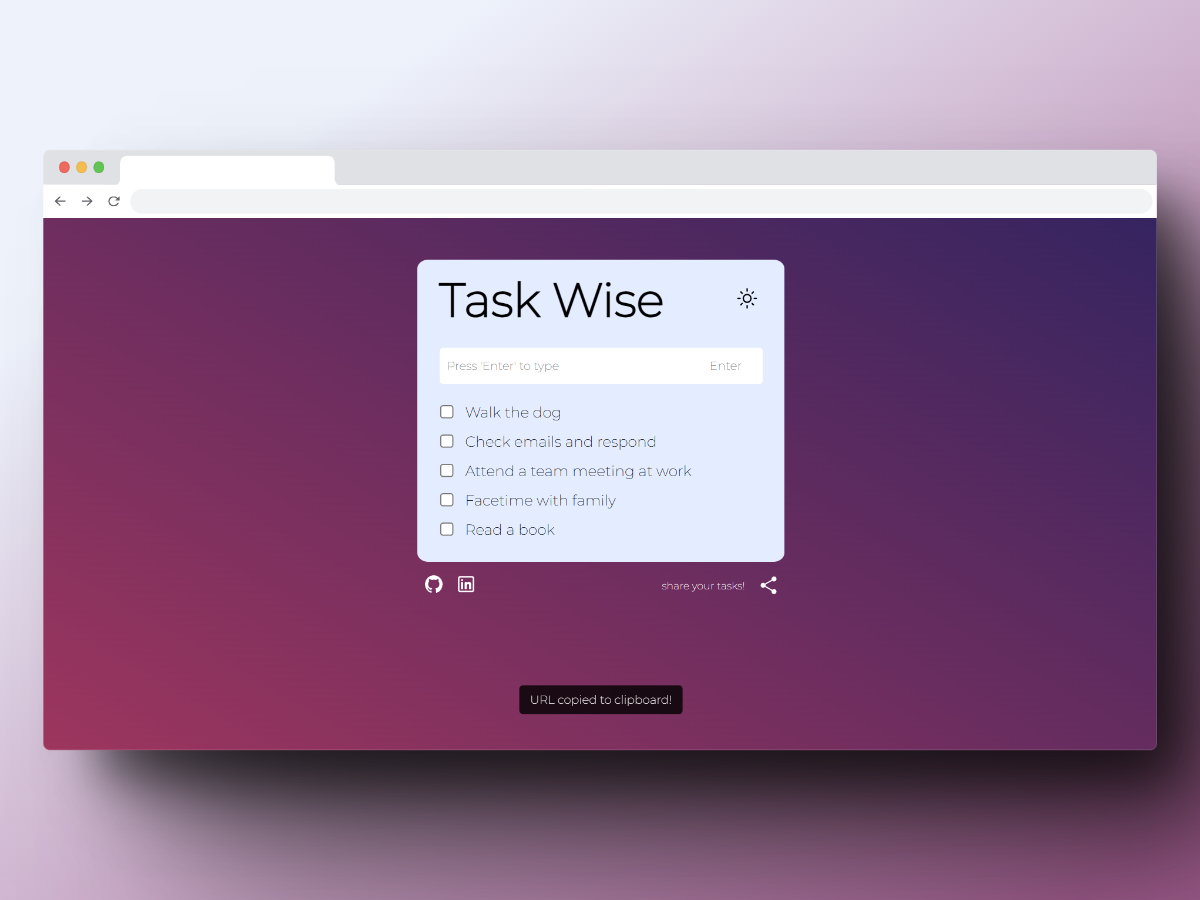 Task Wise
Press 'Enter' to type
Enter
Walk the dog
Check emails and respond
Attend a team meeting at work
Facetime with family
Read a book
in
share your tasks!
URL copied to clipboard!